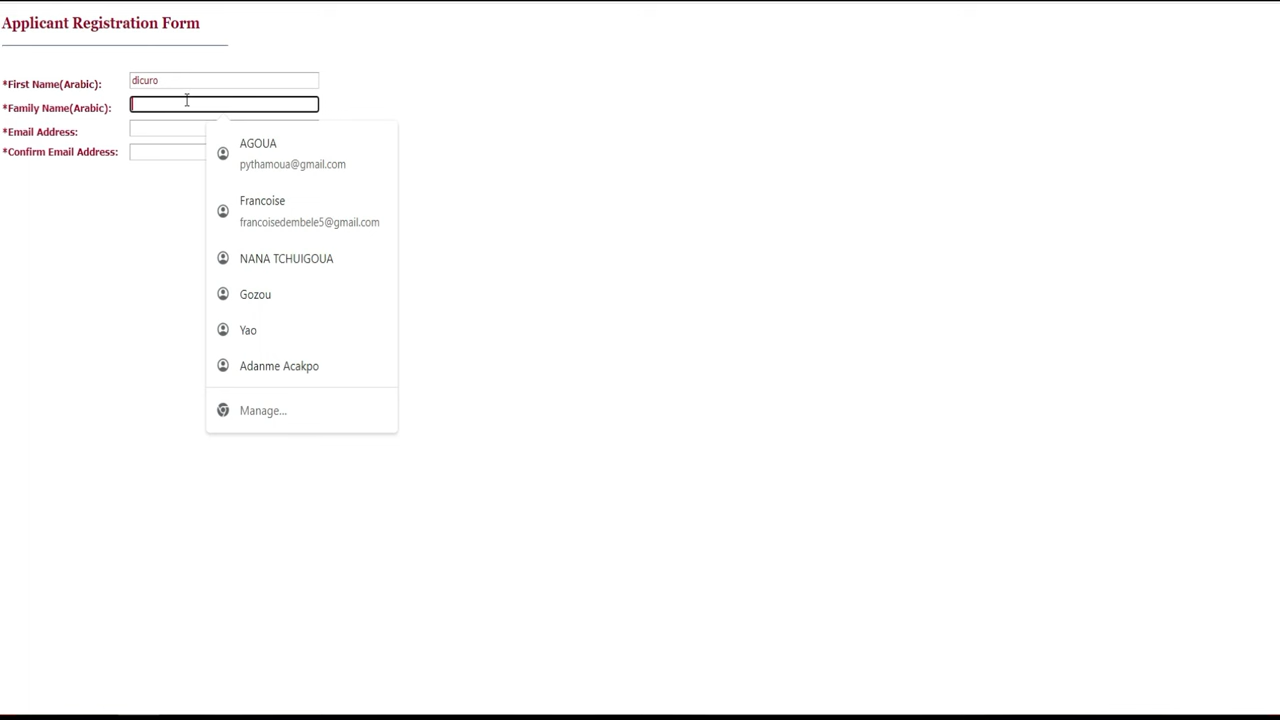 Applicant Registration Form
*First Name(Arabic):
dicuro
*Family Name(Arabic):
*Email Address:
*Confirm Email Address:
AGOUA
pythamoua@gmail.com
Francoise
francoisedembele5@gmail.com
NANA TCHUIGOUA
Gozou
Yao
Adanme Acakpo
Manage...